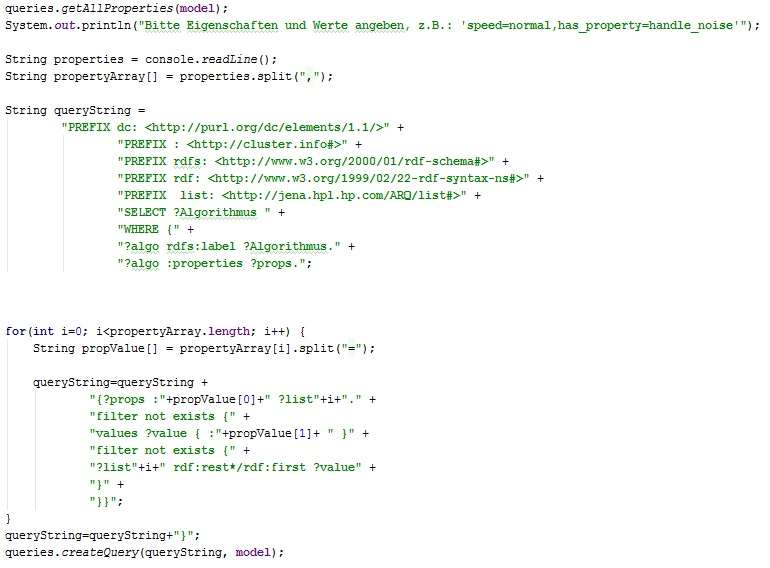 queries.getAllProperties(model);
System.out.println("Bitte Eigenschaften und Werte angeben, z.B.: 'speed=normal,has_property=handle_noise'");
String properties = console.readLine();
String propertyArray[] = properties.split(",");
String queryString =
"PREFIX dc: <http://purl.org/dc/elements/1.1/>" +
"PREFIX : <http://cluster.info#>" +
"PREFIX rdfs: <http://www.w3.org/2000/01/rdf-schema#>" +
"PREFIX rdf: <http://www.w3.org/1999/02/22-rdf-syntax-ns#>" +
"PREFIX  list: <http://jena.hpl.hp.com/ARQ/list#>" +
"SELECT ?Algorithmus " +
"WHERE {" +
"?algo rdfs:label ?Algorithmus." +
"?algo :properties ?props.";
for(int i=0; i<propertyArray.length; i++) {
String propValue[] = propertyArray[i].split("=");
queryString=queryString +
"{?props :"+propValue[0]+" ?list"+i+"." +
"filter not exists {" +
"values ?value { :"+propValue[1]+ " }" +
"filter not exists {" +
"?list"+i+" rdf:rest*/rdf:first ?value" +
"}" +
"}}";
}
queryString=queryString+"}";
queries.createQuery(queryString, model);